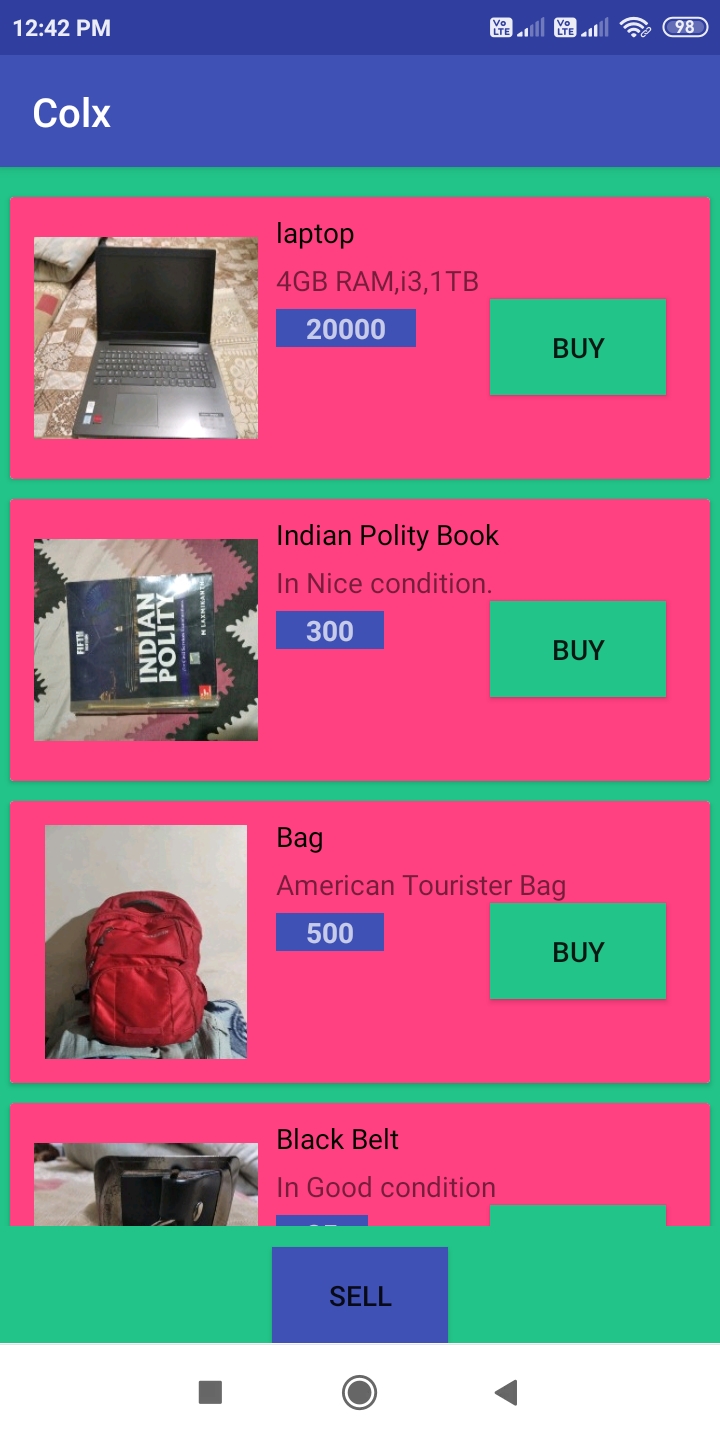 12:42 PM
Vo LTE
Vo LTE
98
Colx
laptop
4GB RAM,i3,1TB
20000
BUY
Indian Polity Book
In Nice condition.
300
BUY
FIFTH
INDIAN
POLITY
M LAXMIKANTH
Bag
American Tourister Bag
500
BUY
Black Belt
In Good condition
SELL